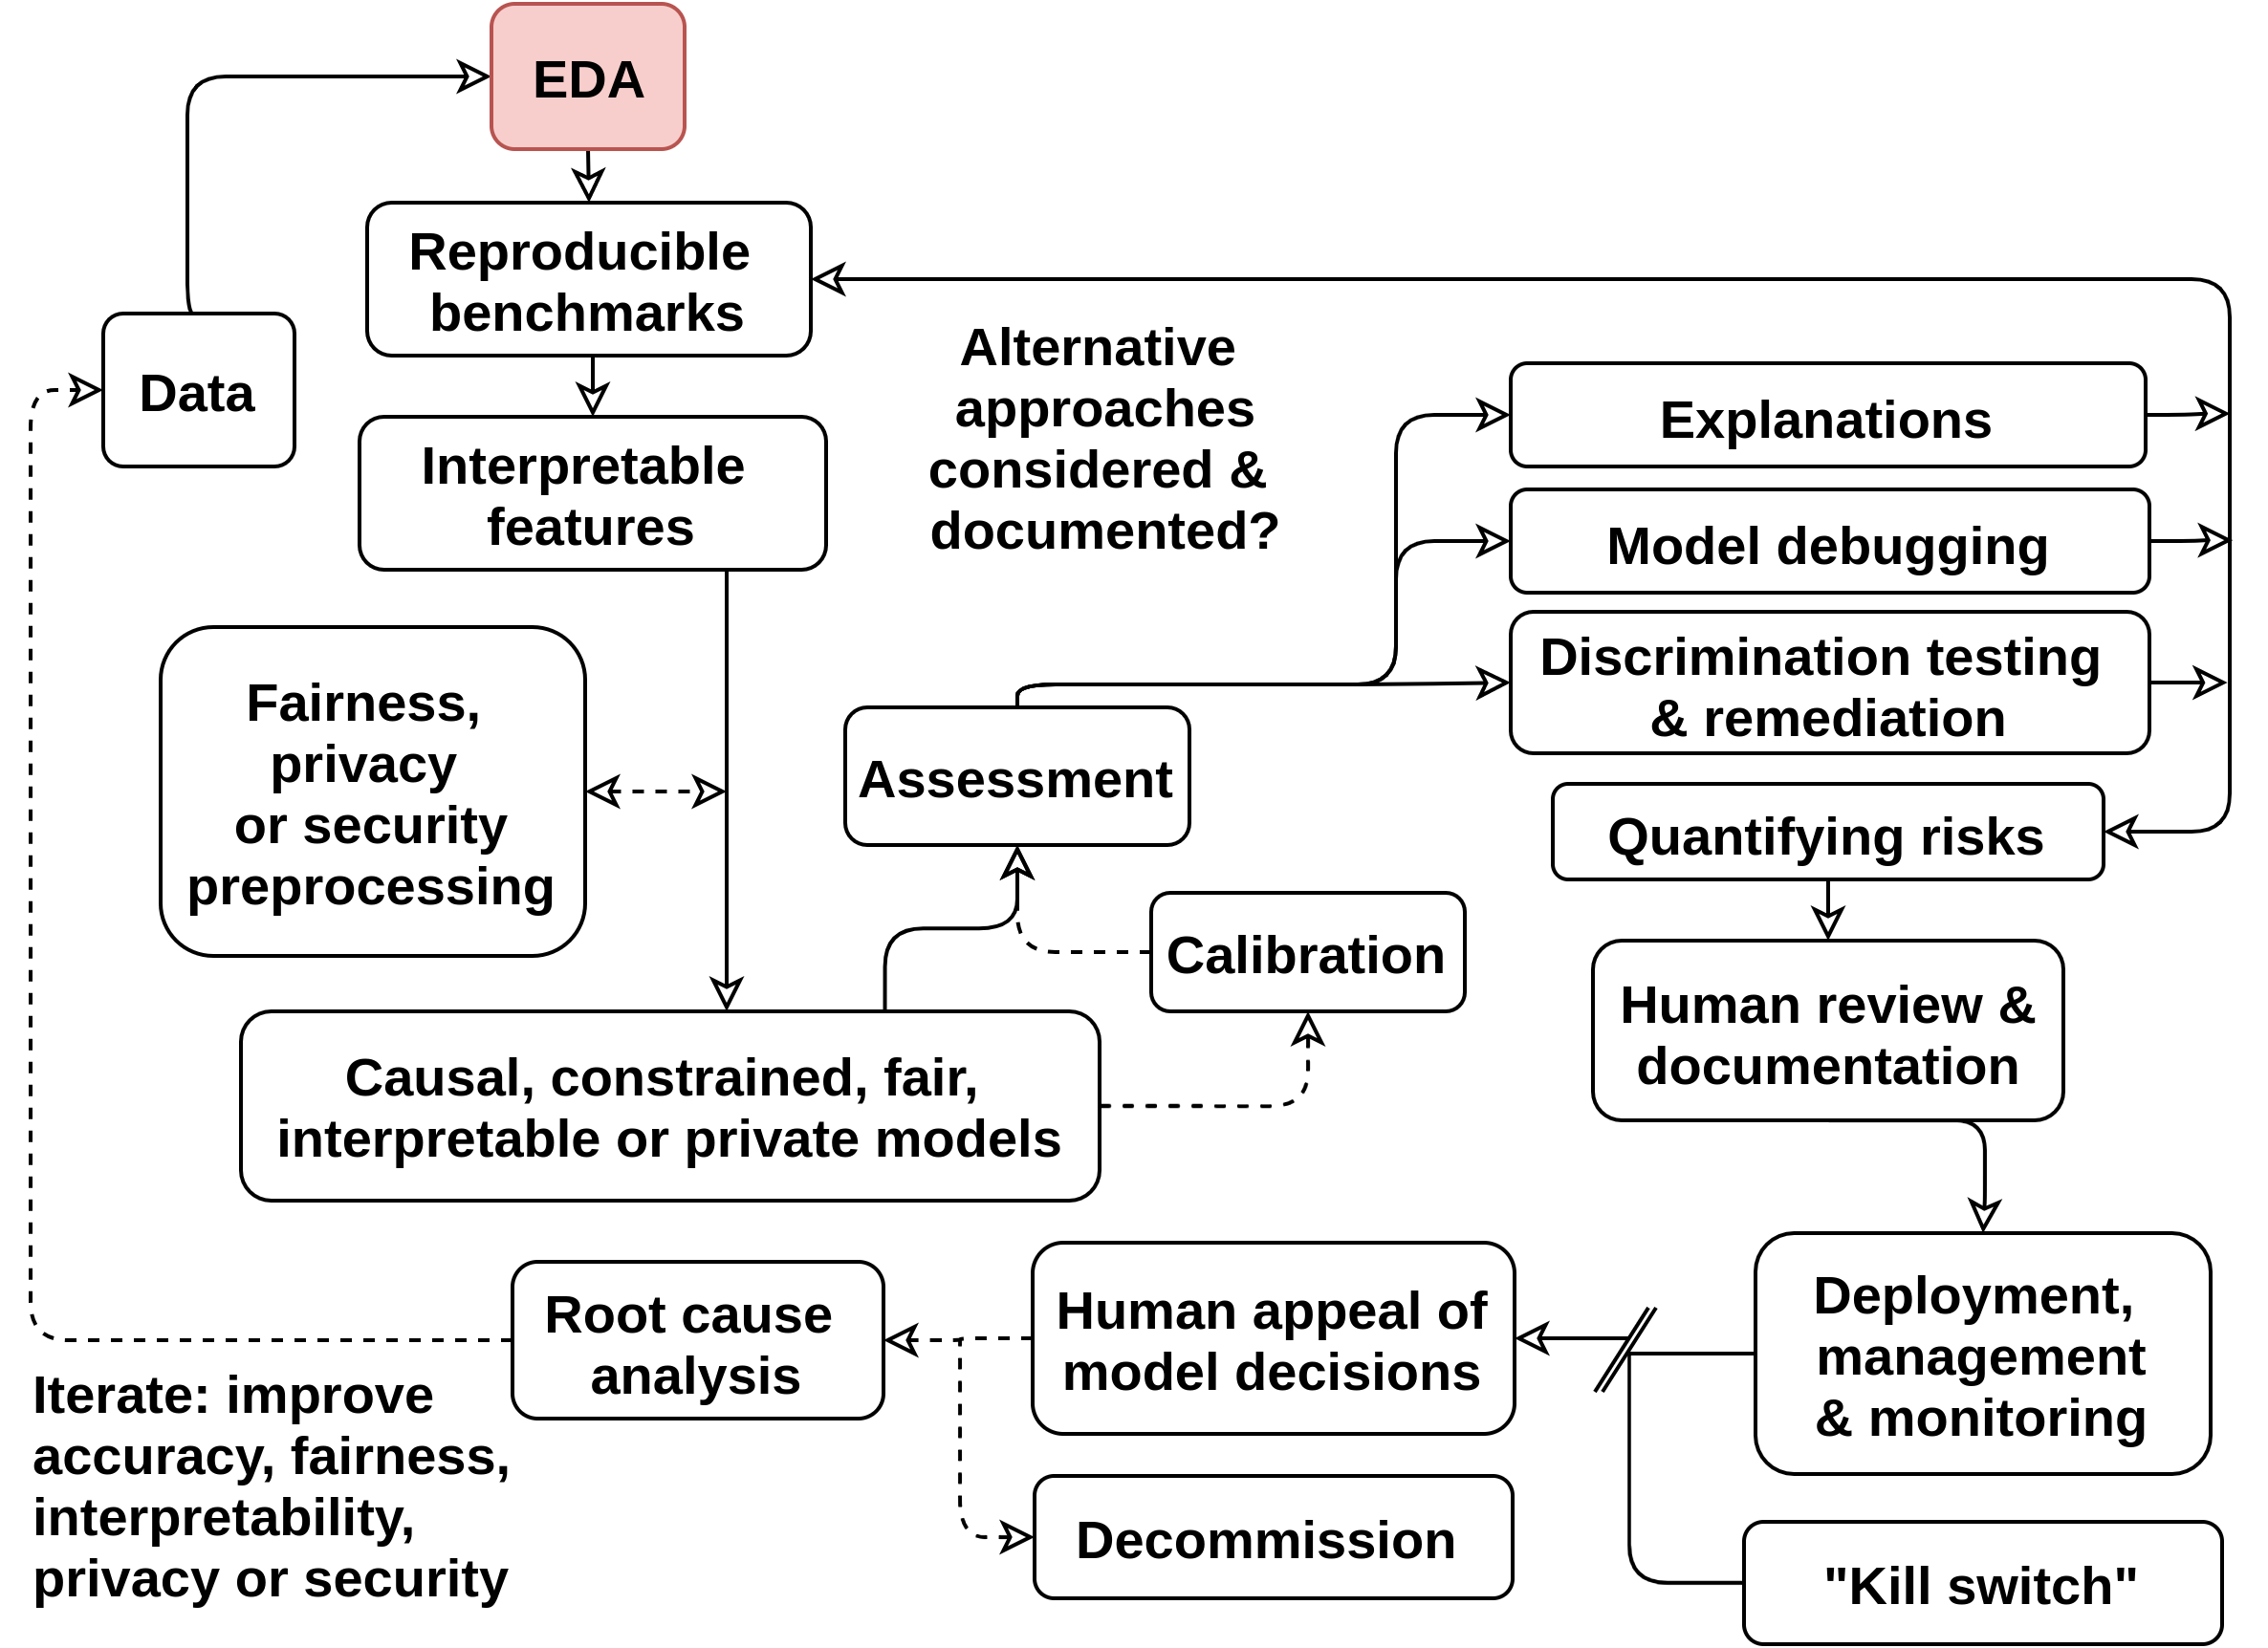 EDA
Reproducible
benchmarks
Data
Interpretable
features
Alternative
approaches
considered &
documented?
Explanations
Model debugging
Discrimination testing
& remediation
Fairness,
privacy
or security
preprocessing
Assessment
Quantifying risks
Calibration
Human review &
documentation
Causal, constrained, fair,
interpretable or private models
Root cause
analysis
Human appeal of
model decisions
Deployment,
management
& monitoring
Iterate: improve
accuracy, fairness,
interpretability,
privacy or security
Decommission
"Kill switch"